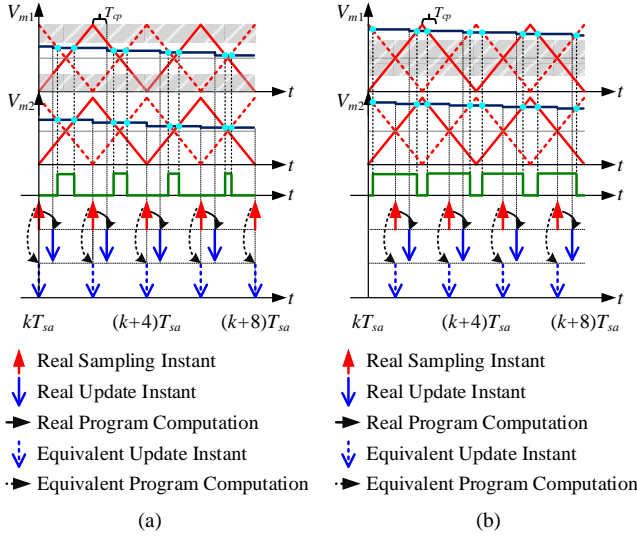 V_{m1} T_{cp}
t
V_{m2}
t
t
t
kT_{sa} (k+4)T_{sa} (k+8)T_{sa}
Real Sampling Instant
Real Update Instant
Real Program Computation
Equivalent Update Instant
Equivalent Program Computation
(a)
V_{m1} T_{cp}
t
V_{m2}
t
t
t
kT_{sa} (k+4)T_{sa} (k+8)T_{sa}
Real Sampling Instant
Real Update Instant
Real Program Computation
Equivalent Update Instant
Equivalent Program Computation
(b)